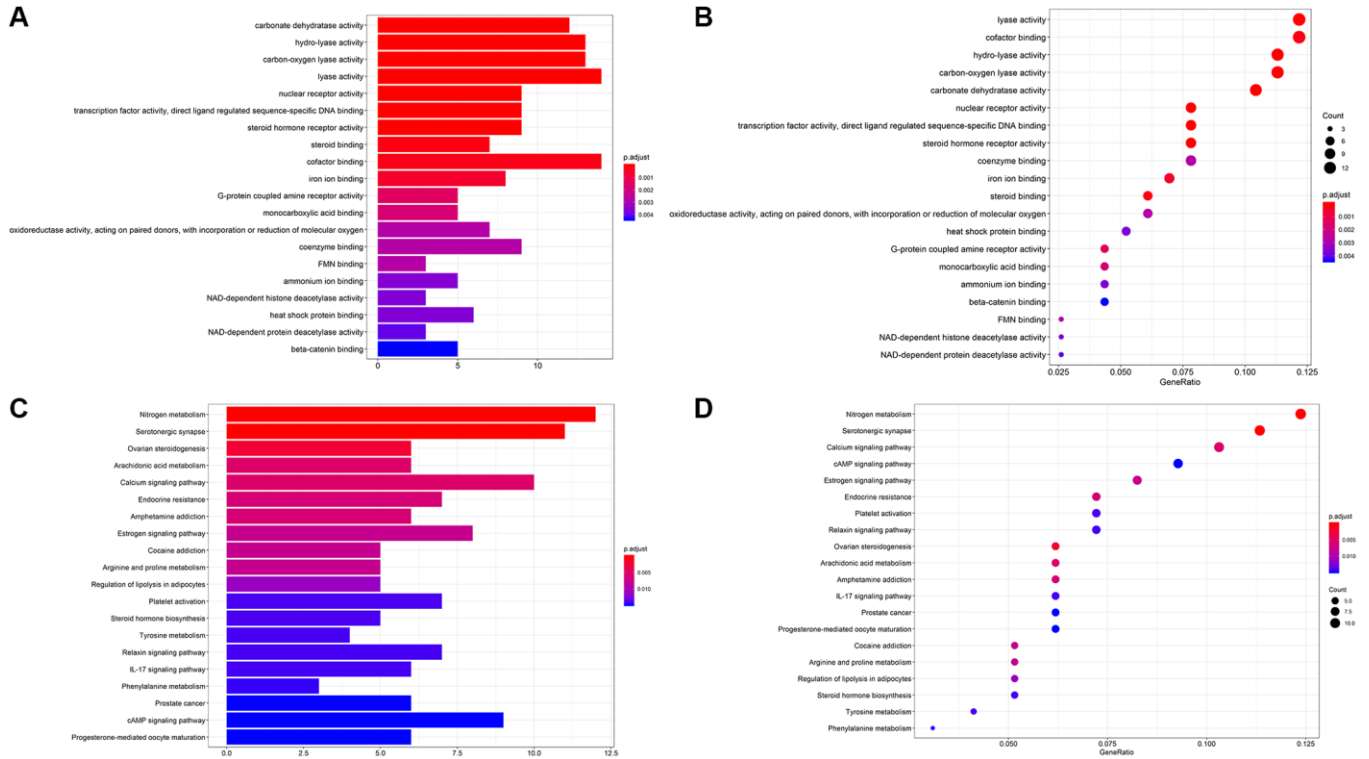 A
carbonate dehydratase activity
hydro-lyase activity
carbon-oxygen lyase activity
lyase activity
nuclear receptor activity
transcription factor activity, direct ligand regulated sequence-specific DNA binding
steroid hormone receptor activity
steroid binding
cofactor binding
iron ion binding
G-protein coupled amine receptor activity
monocarboxylic acid binding
oxidoreductase activity, acting on paired donors, with incorporation or reduction of molecular oxygen
coenzyme binding
FMN binding
ammonium ion binding
NAD-dependent histone deacetylase activity
heat shock protein binding
NAD-dependent protein deacetylase activity
beta-catenin binding
0 5 10
p.adjust
0.001
0.002
0.003
0.004
B
lyase activity
cofactor binding
hydro-lyase activity
carbon-oxygen lyase activity
carbonate dehydratase activity
nuclear receptor activity
transcription factor activity, direct ligand regulated sequence-specific DNA binding
steroid hormone receptor activity
coenzyme binding
iron ion binding
steroid binding
oxidoreductase activity, acting on paired donors, with incorporation or reduction of molecular oxygen
heat shock protein binding
G-protein coupled amine receptor activity
monocarboxylic acid binding
ammonium ion binding
beta-catenin binding
FMN binding
NAD-dependent histone deacetylase activity
NAD-dependent protein deacetylase activity
0.025 0.050 0.075 0.100 0.125
GeneRatio
Count
3
6
9
12
p.adjust
0.001
0.002
0.003
0.004
C
Nitrogen metabolism
Serotonergic synapse
Ovarian steroidogenesis
Arachidonic acid metabolism
Calcium signaling pathway
Endocrine resistance
Amphetamine addiction
Estrogen signaling pathway
Cocaine addiction
Arginine and proline metabolism
Regulation of lipolysis in adipocytes
Platelet activation
Steroid hormone biosynthesis
Tyrosine metabolism
Relaxin signaling pathway
IL-17 signaling pathway
Phenylalanine metabolism
Prostate cancer
cAMP signaling pathway
Progesterone-mediated oocyte maturation
0.0 2.5 5.0 7.5 10.0 12.5
p.adjust
0.005
0.010
D
Nitrogen metabolism
Serotonergic synapse
Calcium signaling pathway
cAMP signaling pathway
Estrogen signaling pathway
Endocrine resistance
Platelet activation
Relaxin signaling pathway
Ovarian steroidogenesis
Arachidonic acid metabolism
Amphetamine addiction
IL-17 signaling pathway
Prostate cancer
Progesterone-mediated oocyte maturation
Cocaine addiction
Arginine and proline metabolism
Regulation of lipolysis in adipocytes
Steroid hormone biosynthesis
Tyrosine metabolism
Phenylalanine metabolism
0.050 0.075 0.100 0.125
GeneRatio
p.adjust
0.005
0.010
Count
5.0
7.5
10.0